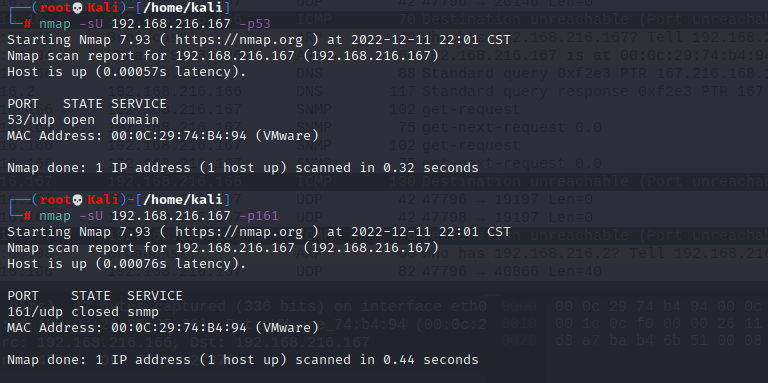 (root💀Kali)-[/home/kali]
# nmap -sU 192.168.216.167 -p53
Starting Nmap 7.93 ( https://nmap.org ) at 2022-12-11 22:01 CST
Nmap scan report for 192.168.216.167 (192.168.216.167)
Host is up (0.00057s latency).
PORT STATE SERVICE
53/udp open domain
MAC Address: 00:0C:29:74:B4:94 (VMware)
Nmap done: 1 IP address (1 host up) scanned in 0.32 seconds
(root💀Kali)-[/home/kali]
# nmap -sU 192.168.216.167 -p161
Starting Nmap 7.93 ( https://nmap.org ) at 2022-12-11 22:01 CST
Nmap scan report for 192.168.216.167 (192.168.216.167)
Host is up (0.00076s latency).
PORT STATE SERVICE
161/udp closed snmp
MAC Address: 00:0C:29:74:B4:94 (VMware)
Nmap done: 1 IP address (1 host up) scanned in 0.44 seconds